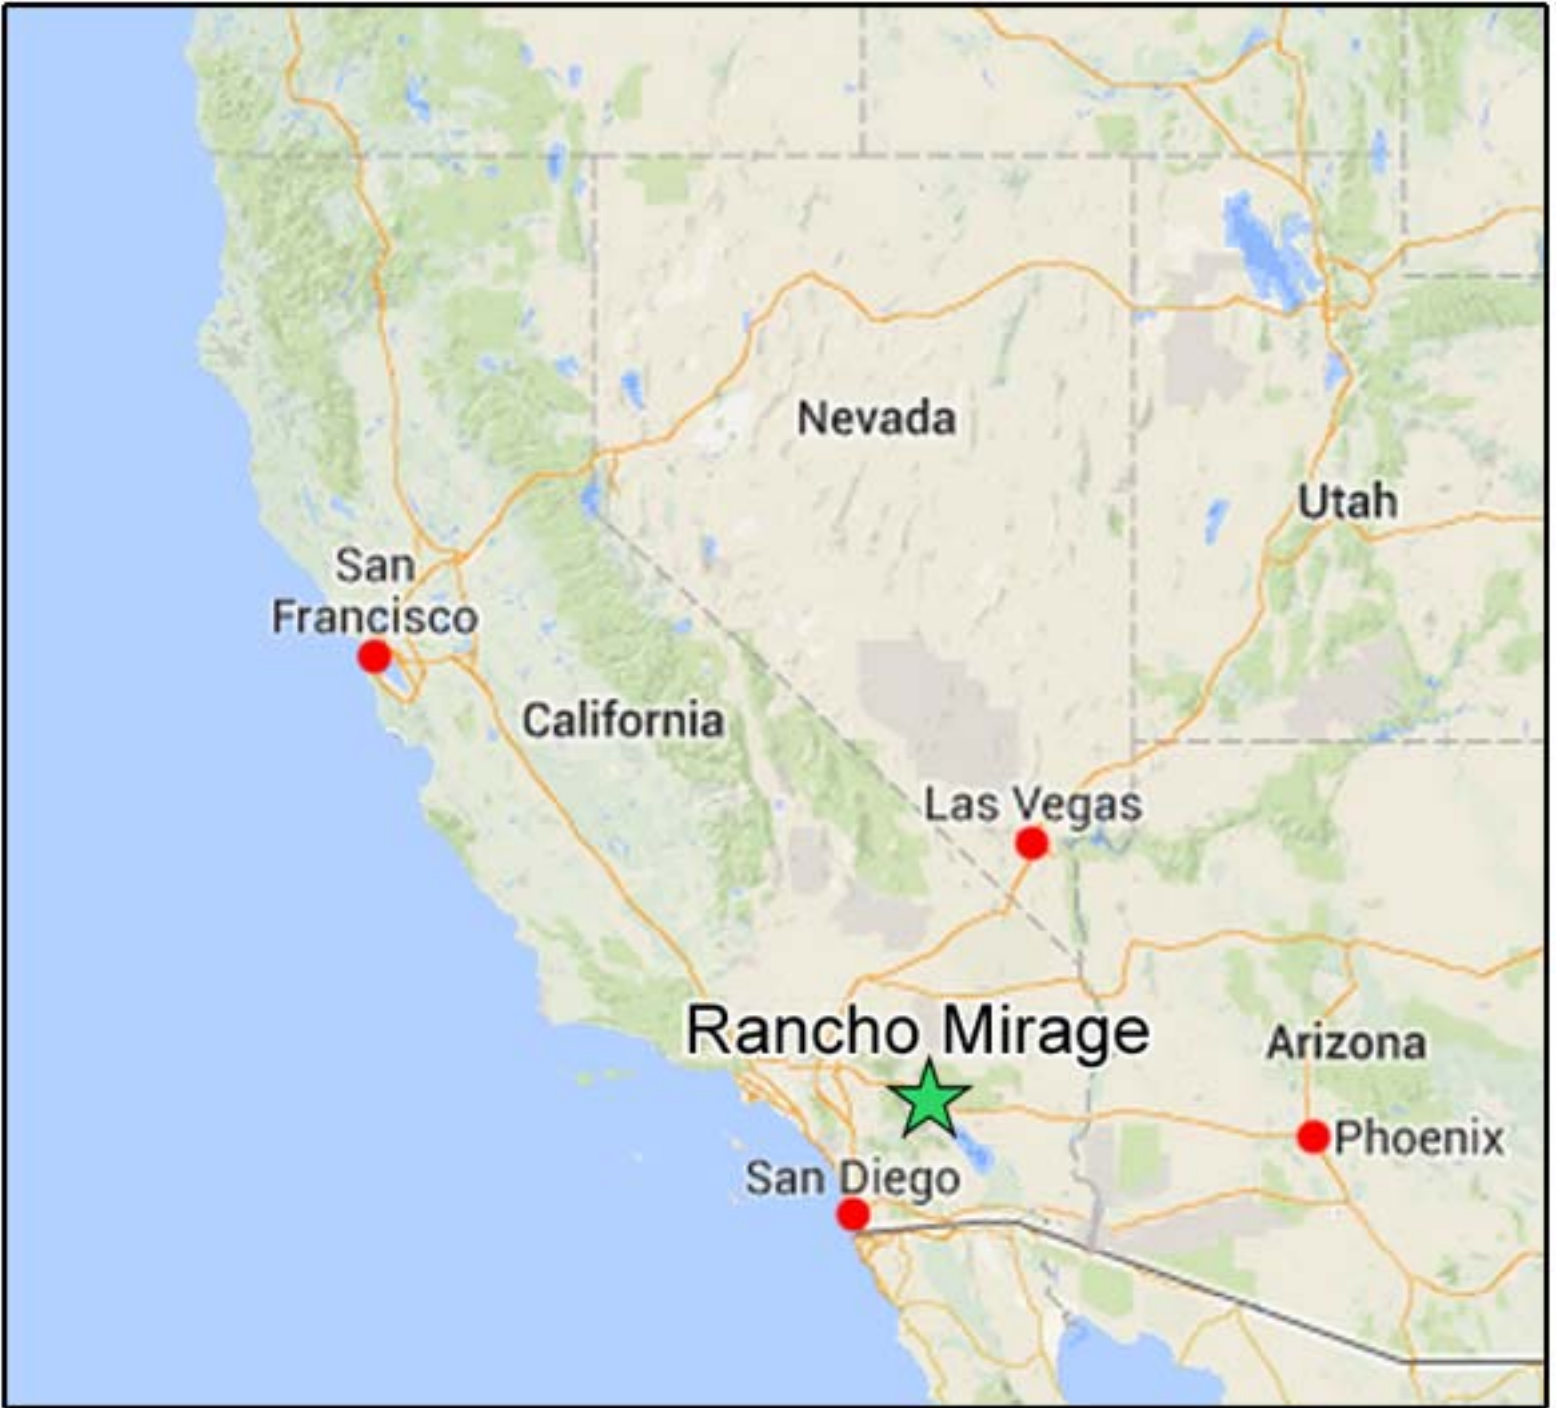 Nevada
Utah
San
Francisco
California
Las Vegas
Rancho Mirage
Arizona
Phoenix
San Diego